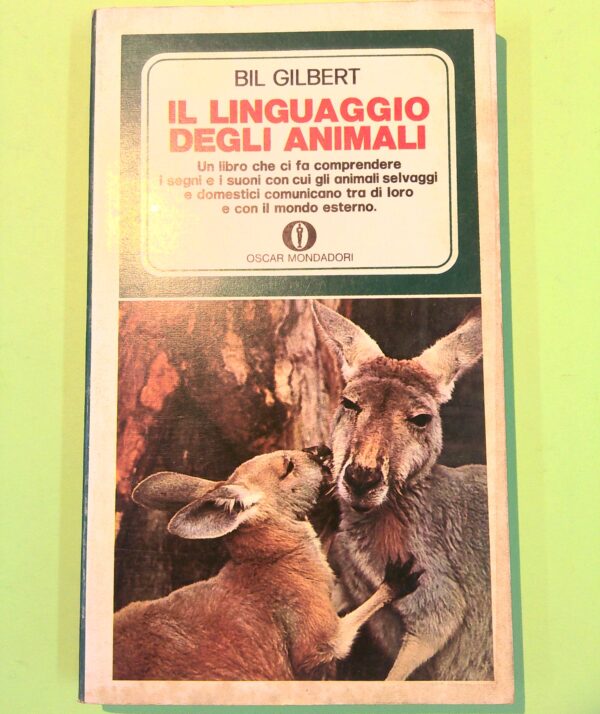 BIL GILBERT
IL LINGUAGGIO
DEGLI ANIMALI
Un libro che ci fa comprendere
i segni e i suoni con cui gli animali selvaggi
e domestici comunicano tra di loro
e con il mondo esterno.
OSCAR MONDADORI